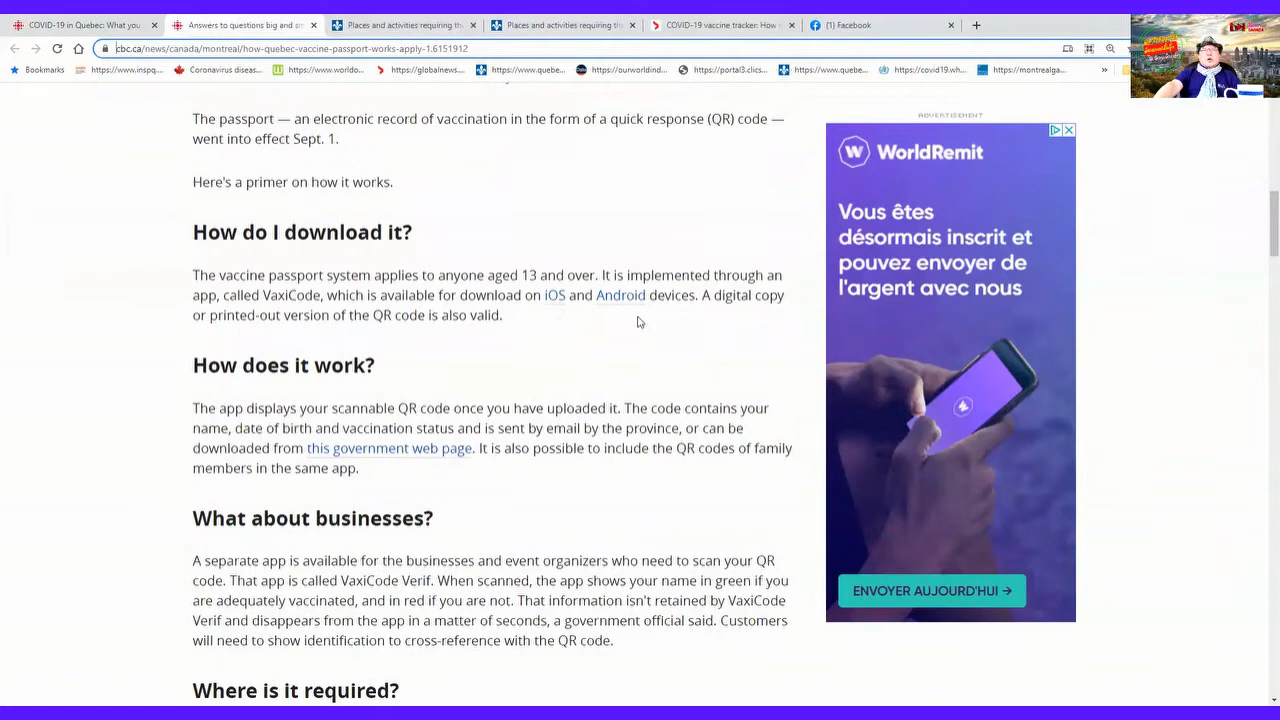 COVID-19 in Quebec: What you
Answers to questions big and sm
Places and activities requiring th
Places and activities requiring th
COVID-19 vaccine tracker: How m
(1) Facebook
cbc.ca/news/canada/montreal/how-quebec-vaccine-passport-works-apply-1.6151912
Bookmarks
https://www.inspq...
Coronavirus diseas...
https://www.worldo...
https://globalnews...
https://www.quebe...
https://ourworldind...
https://portal3.clics...
https://www.quebe...
https://covid19.wh...
https://montrealga...
The passport — an electronic record of vaccination in the form of a quick response (QR) code —
went into effect Sept. 1.
Here's a primer on how it works.
How do I download it?
The vaccine passport system applies to anyone aged 13 and over. It is implemented through an
app, called VaxiCode, which is available for download on iOS and Android devices. A digital copy
or printed-out version of the QR code is also valid.
How does it work?
The app displays your scannable QR code once you have uploaded it. The code contains your
name, date of birth and vaccination status and is sent by email by the province, or can be
downloaded from this government web page. It is also possible to include the QR codes of family
members in the same app.
What about businesses?
A separate app is available for the businesses and event organizers who need to scan your QR
code. That app is called VaxiCode Verif. When scanned, the app shows your name in green if you
are adequately vaccinated, and in red if you are not. That information isn't retained by VaxiCode
Verif and disappears from the app in a matter of seconds, a government official said. Customers
will need to show identification to cross-reference with the QR code.
Where is it required?
ADVERTISEMENT
W WorldRemit
Vous êtes
désormais inscrit et
pouvez envoyer de
l'argent avec nous
ENVOYER AUJOURD'HUI →